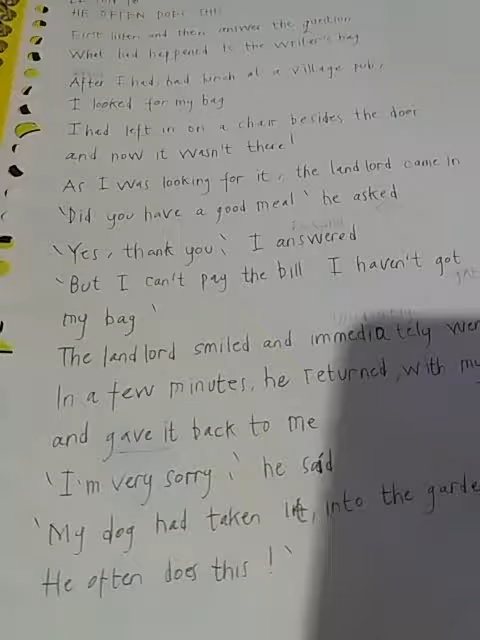 HE OFTEN DOES THIS
First listen and then answer the question
What had happened to the writer's bag
After I had had lunch at a village pub,
I looked for my bag
I had left in on a chair besides the door
and now it wasn't there!
As I was looking for it, the landlord came in
'Did you have a good meal' he asked
'Yes, thank you' I answered
'But I can't pay the bill I haven't got
my bag'
The landlord smiled and immediately
In a few minutes, he returned, with
and gave it back to me
'I'm very sorry' he said
'My dog had taken it, into the
He often does this!'